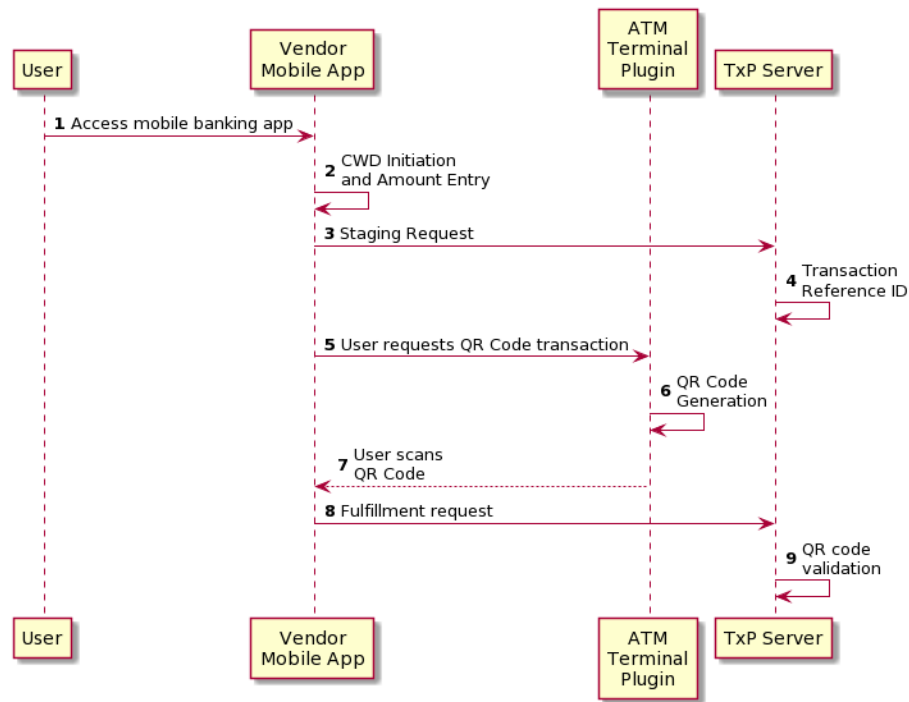 User
Vendor
Mobile App
ATM
Terminal
Plugin
TxP Server
1 Access mobile banking app
2 CWD Initiation
and Amount Entry
3 Staging Request
4 Transaction
Reference ID
5 User requests QR Code transaction
6 QR Code
Generation
7 User scans
QR Code
8 Fulfillment request
9 QR code
validation
User
Vendor
Mobile App
ATM
Terminal
Plugin
TxP Server